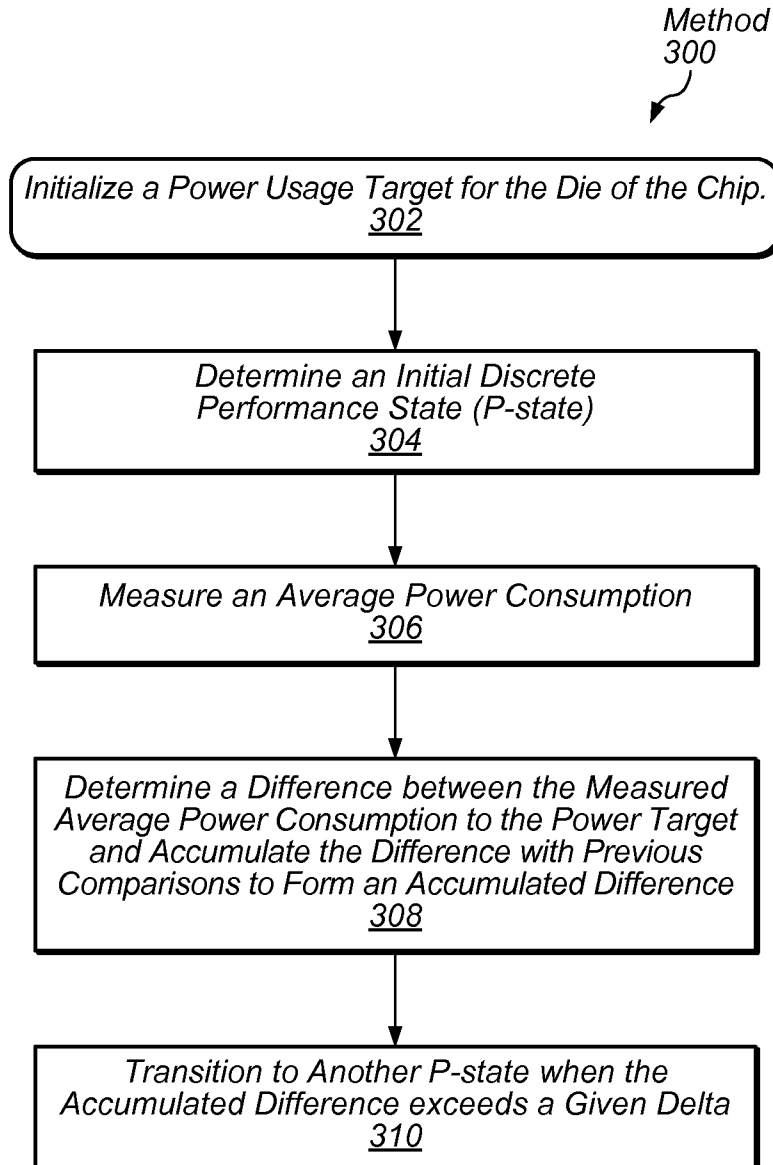 Method
300
Initialize a Power Usage Target for the Die of the Chip.
302
Determine an Initial Discrete
Performance State (P-state)
304
Measure an Average Power Consumption
306
Determine a Difference between the Measured
Average Power Consumption to the Power Target
and Accumulate the Difference with Previous
Comparisons to Form an Accumulated Difference
308
Transition to Another P-state when the
Accumulated Difference exceeds a Given Delta
310